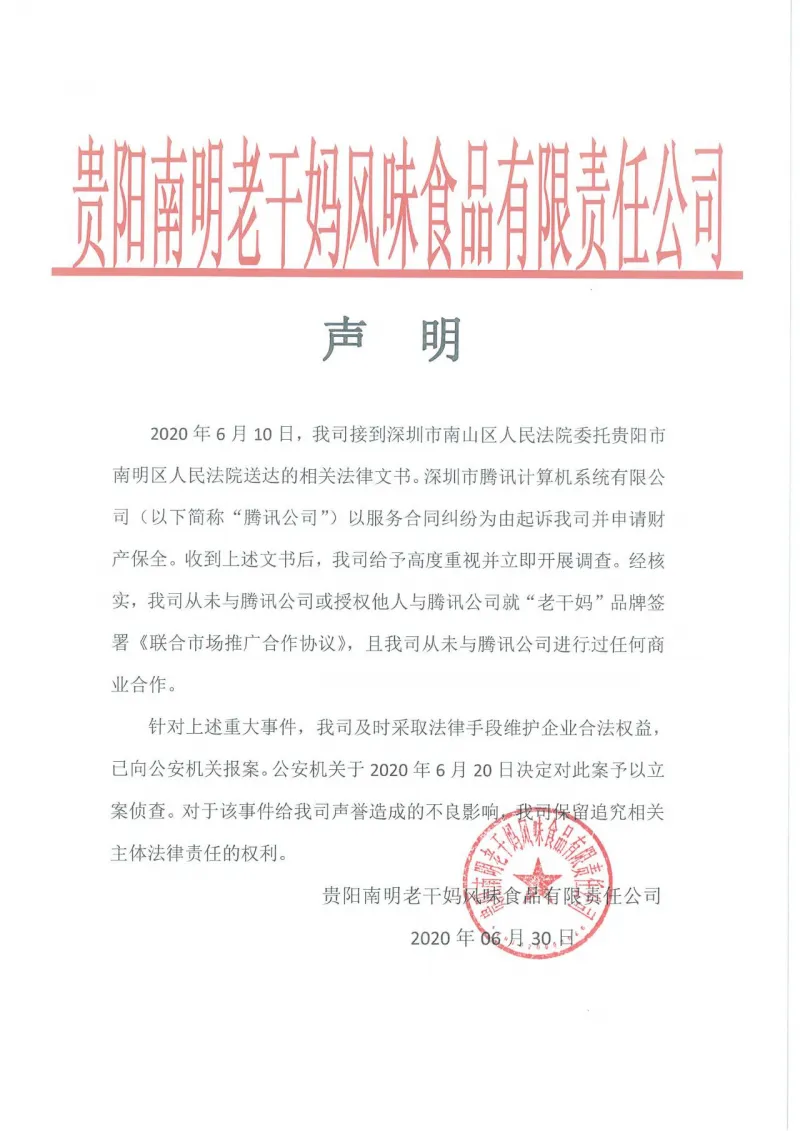 贵阳南明老干妈风味食品有限责任公司
声 明
2020 年 6 月 10 日，我司接到深圳市南山区人民法院委托贵阳市
南明区人民法院送达的相关法律文书。深圳市腾讯计算机系统有限公
司（以下简称“腾讯公司”）以服务合同纠纷为由起诉我司并申请财
产保全。收到上述文书后，我司给予高度重视并立即开展调查。经核
实，我司从未与腾讯公司或授权他人与腾讯公司就“老干妈”品牌签
署《联合市场推广合作协议》，且我司从未与腾讯公司进行过任何商
业合作。
针对上述重大事件，我司及时采取法律手段维护企业合法权益，
已向公安机关报案。公安机关于 2020 年 6 月 20 日决定对此案予以立
案侦查。对于该事件给我司声誉造成的不良影响，我司保留追究相关
主体法律责任的权利。
贵阳南明老干妈风味食品有限责任公司
2020 年 06 月 30 日
贵阳南明老干妈风味食品有限责任公司